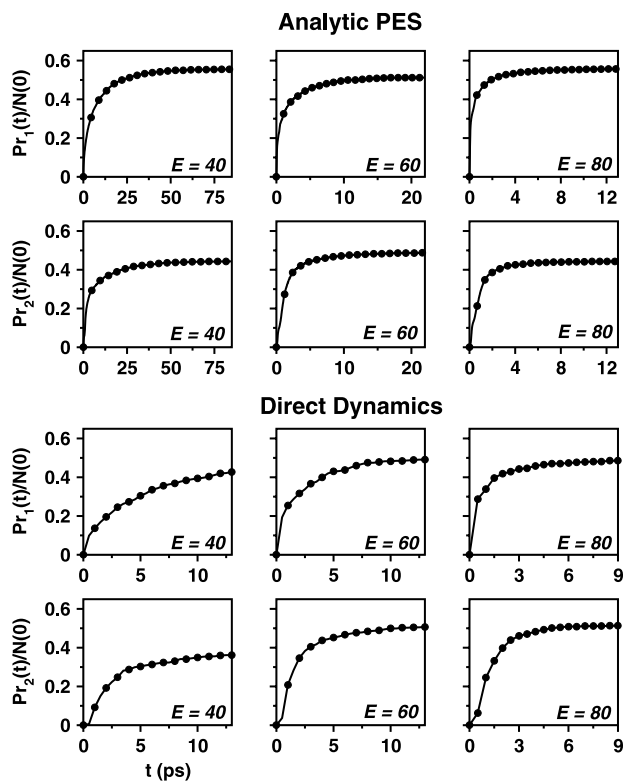 Analytic PES
Pr1(t)/N(0)
0.6
0.4
0.2
0
E = 40
E = 60
E = 80
0 25 50 75
0 10 20
0 4 8 12
Pr2(t)/N(0)
0.6
0.4
0.2
0
E = 40
E = 60
E = 80
0 25 50 75
0 10 20
0 4 8 12
Direct Dynamics
Pr1(t)/N(0)
0.6
0.4
0.2
0
E = 40
E = 60
E = 80
0 5 10
0 5 10
0 3 6 9
Pr2(t)/N(0)
0.6
0.4
0.2
0
E = 40
E = 60
E = 80
0 5 10
0 5 10
0 3 6 9
t (ps)